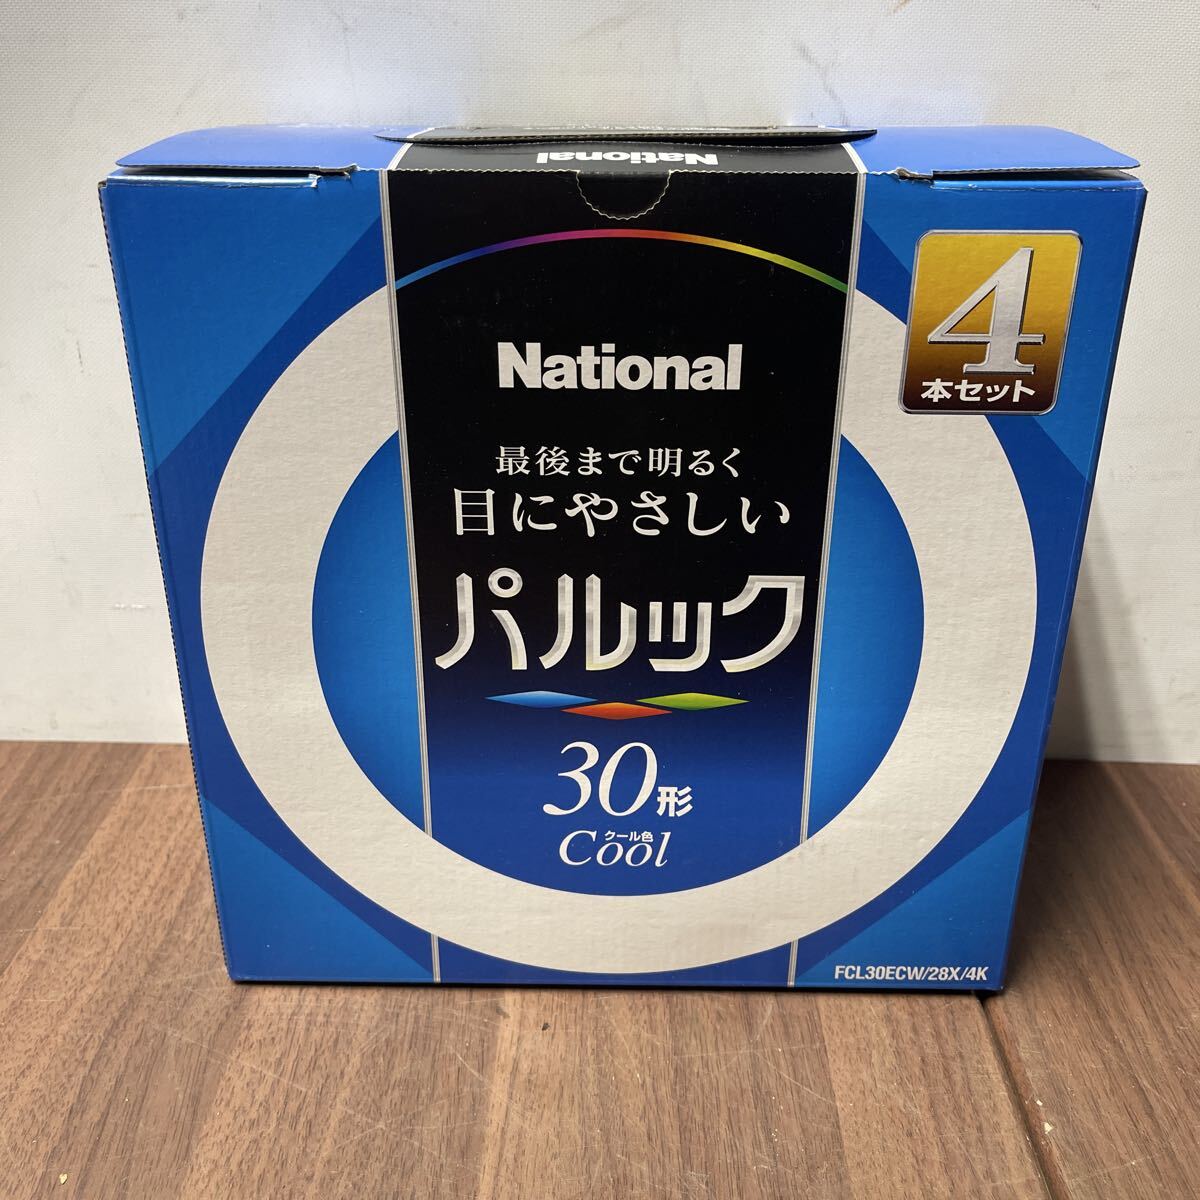 National
National
4
本セット
最後まで明るく
目にやさしい
パルック
30形
クール色
Cool
FCL30ECW/28X/4K